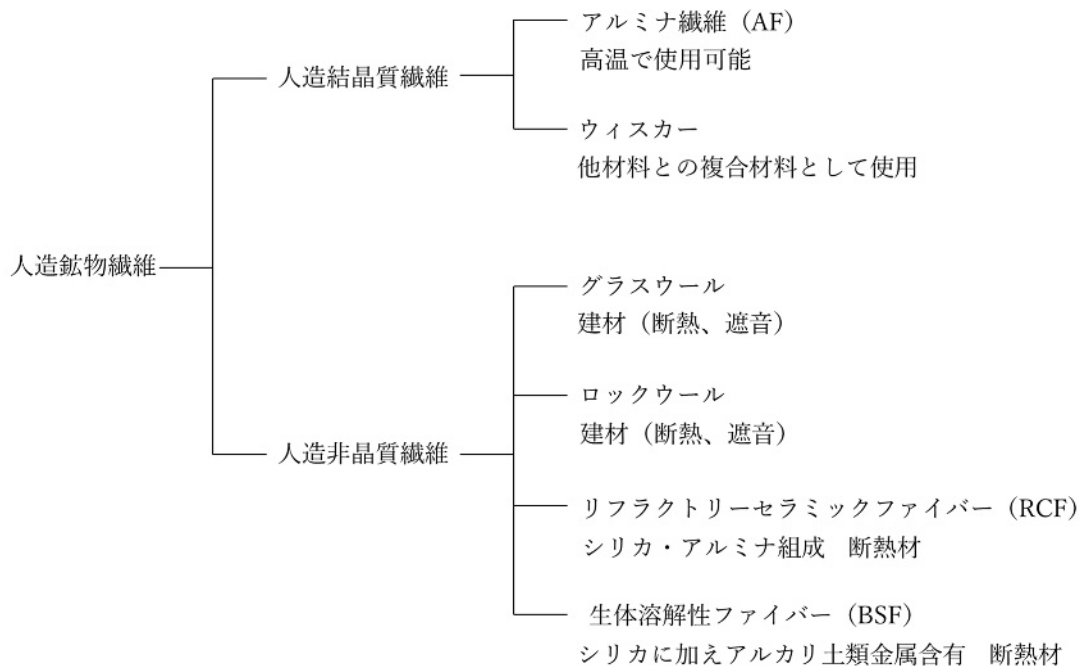 アルミナ繊維（AF）
高温で使用可能
人造結晶質繊維
ウィスカー
他材料との複合材料として使用
人造鉱物繊維
グラスウール
建材（断熱、遮音）
ロックウール
建材（断熱、遮音）
人造非晶質繊維
リフラクトリーセラミックファイバー（RCF）
シリカ・アルミナ組成　断熱材
生体溶解性ファイバー（BSF）
シリカに加えアルカリ土類金属含有　断熱材